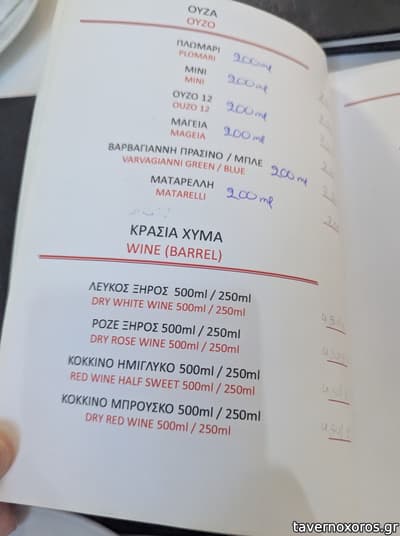 ΟΥΖΑ
OUZO
ΠΛΩΜΑΡΙ
PLOMARI 200ml
ΜΙΝΙ
MINI 200ml
ΟΥΖΟ 12
OUZO 12 200ml
ΜΑΓΕΙΑ
MAGEIA 200ml
ΒΑΡΒΑΓΙΑΝΝΗ ΠΡΑΣΙΝΟ / ΜΠΛΕ
VARVAGIANNI GREEN / BLUE 200ml
ΜΑΤΑΡΕΛΛΗ
MATARELLI 200ml
ΚΡΑΣΙΑ ΧΥΜΑ
WINE (BARREL)
ΛΕΥΚΟΣ ΞΗΡΟΣ 500ml / 250ml
DRY WHITE WINE 500ml / 250ml
ΡΟΖΕ ΞΗΡΟΣ 500ml / 250ml
DRY ROSE WINE 500ml / 250ml
ΚΟΚΚΙΝΟ ΗΜΙΓΛΥΚΟ 500ml / 250ml
RED WINE HALF SWEET 500ml / 250ml
ΚΟΚΚΙΝΟ ΜΠΡΟΥΣΚΟ 500ml / 250ml
DRY RED WINE 500ml / 250ml
tavernoxoros.gr